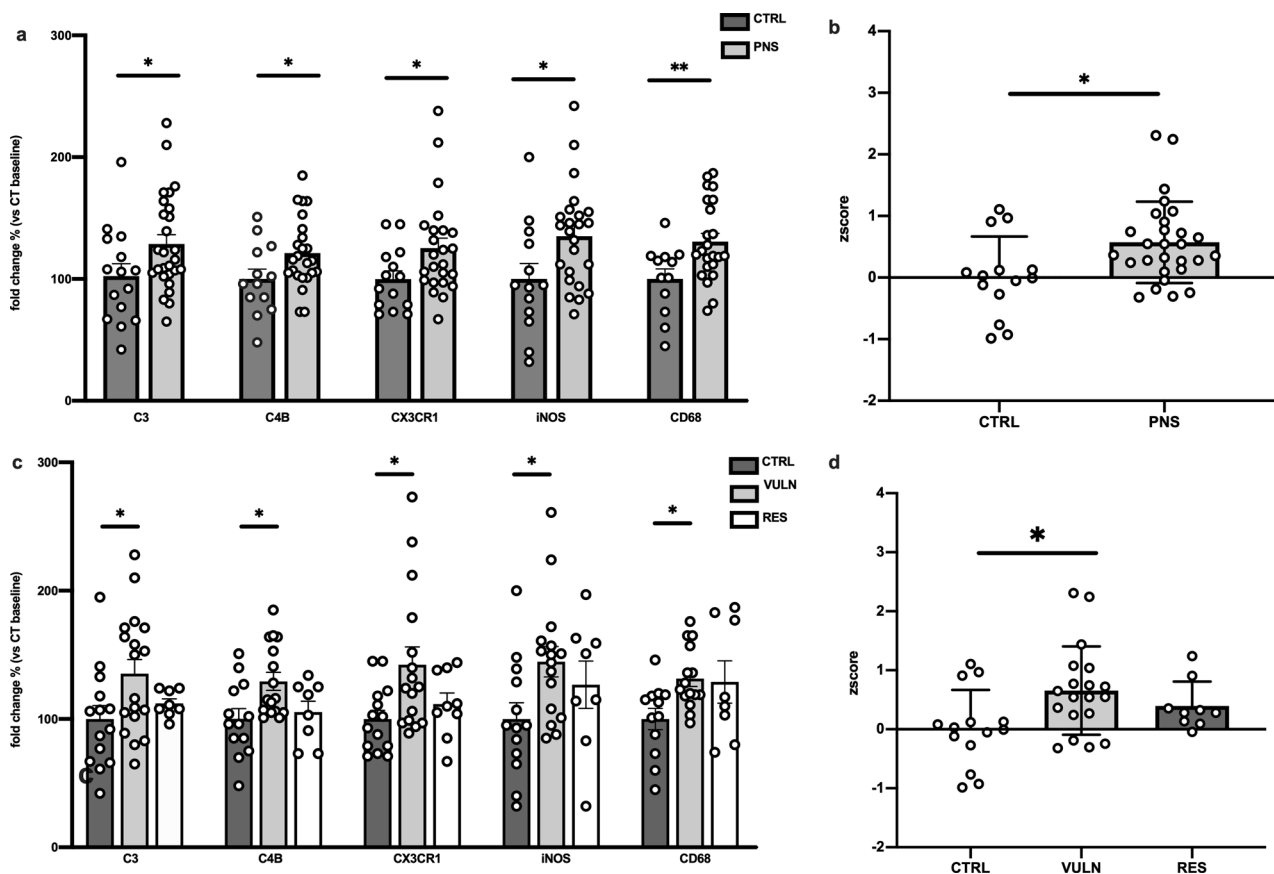 a
CTRL
PNS
fold change % (vs CT baseline)
300
200
100
0
*
*
*
*
**
C3
C4B
CX3CR1
iNOS
CD68
b
zscore
4
3
2
1
0
-1
-2
*
CTRL
PNS
c
CTRL
VULN
RES
fold change % (vs CT baseline)
300
200
100
0
*
*
*
*
*
C3
C4B
CX3CR1
iNOS
CD68
d
zscore
4
3
2
1
0
-1
-2
*
CTRL
VULN
RES